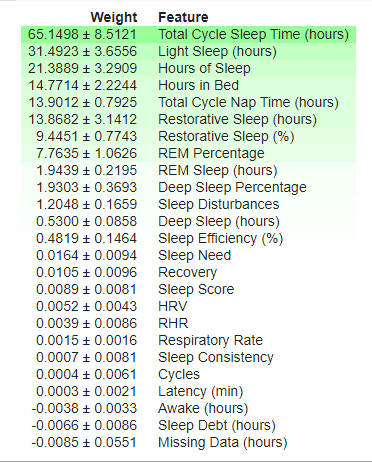 Weight Feature
65.1498 ± 8.5121 Total Cycle Sleep Time (hours)
31.4923 ± 3.6556 Light Sleep (hours)
21.3889 ± 3.2909 Hours of Sleep
14.7714 ± 2.2244 Hours in Bed
13.9012 ± 0.7925 Total Cycle Nap Time (hours)
13.8682 ± 3.1412 Restorative Sleep (hours)
9.4451 ± 0.7743 Restorative Sleep (%)
7.7635 ± 1.0626 REM Percentage
1.9439 ± 0.2195 REM Sleep (hours)
1.9303 ± 0.3693 Deep Sleep Percentage
1.2048 ± 0.1659 Sleep Disturbances
0.5300 ± 0.0858 Deep Sleep (hours)
0.4819 ± 0.1464 Sleep Efficiency (%)
0.0164 ± 0.0094 Sleep Need
0.0105 ± 0.0096 Recovery
0.0089 ± 0.0081 Sleep Score
0.0052 ± 0.0043 HRV
0.0039 ± 0.0086 RHR
0.0015 ± 0.0016 Respiratory Rate
0.0007 ± 0.0081 Sleep Consistency
0.0004 ± 0.0061 Cycles
0.0003 ± 0.0021 Latency (min)
-0.0038 ± 0.0033 Awake (hours)
-0.0066 ± 0.0086 Sleep Debt (hours)
-0.0085 ± 0.0551 Missing Data (hours)